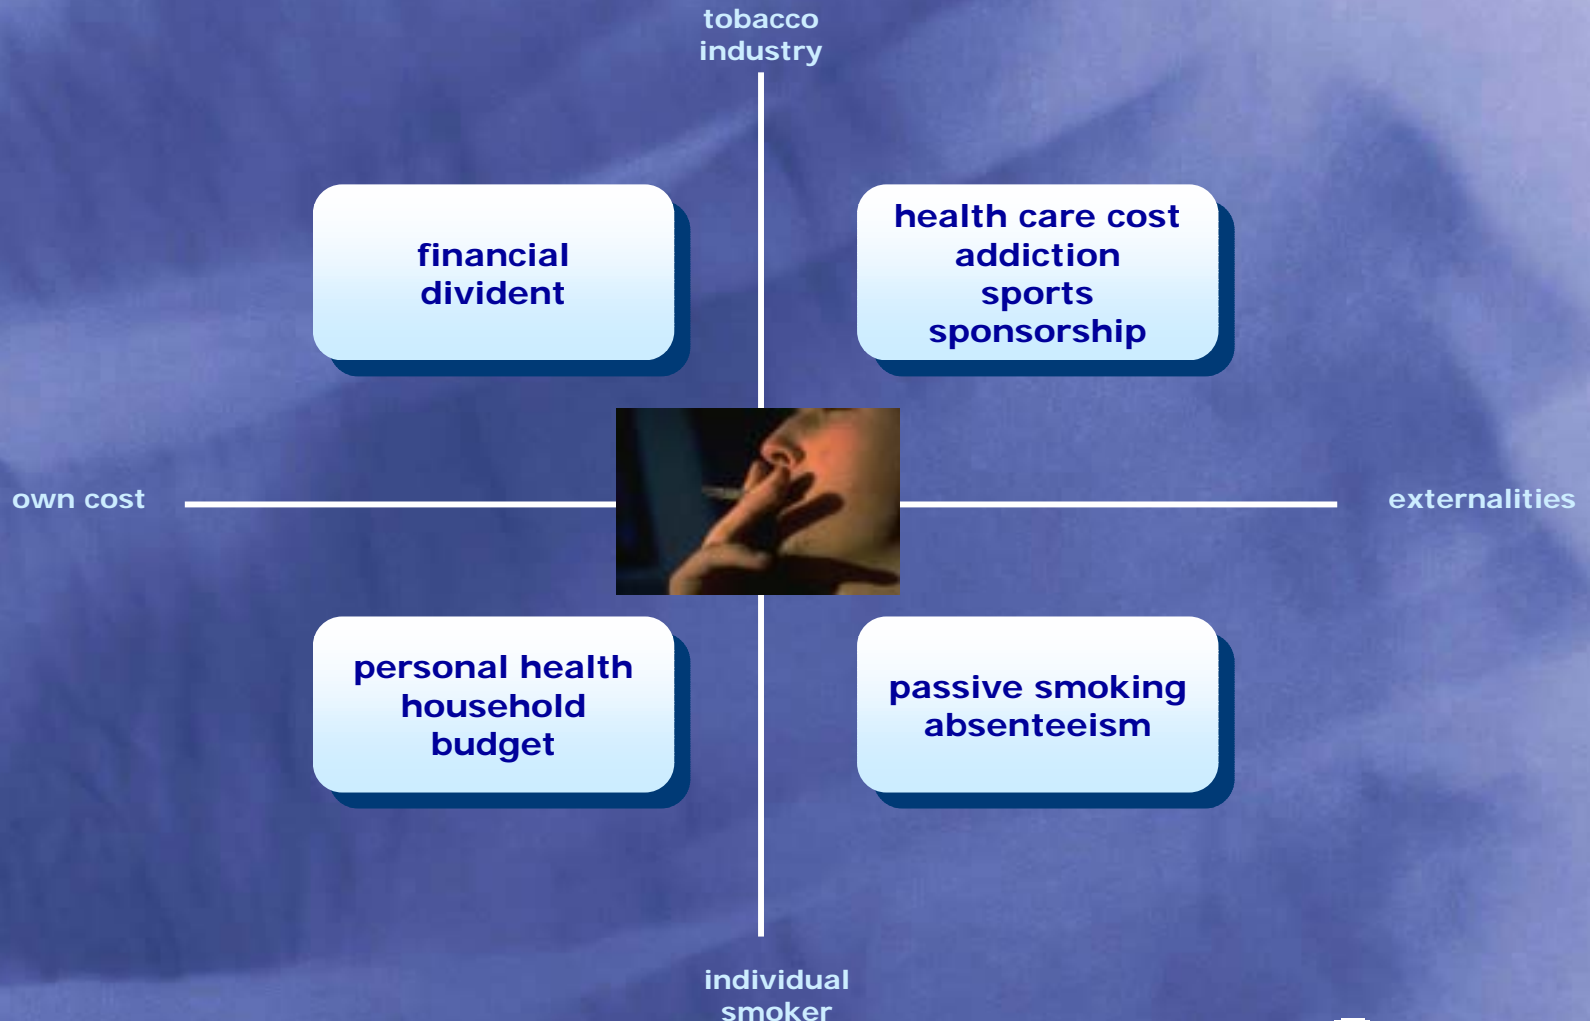 tobacco
industry
financial
divident
health care cost
addiction
sports
sponsorship
own cost
externalities
personal health
household
budget
passive smoking
absenteeism
individual
smoker